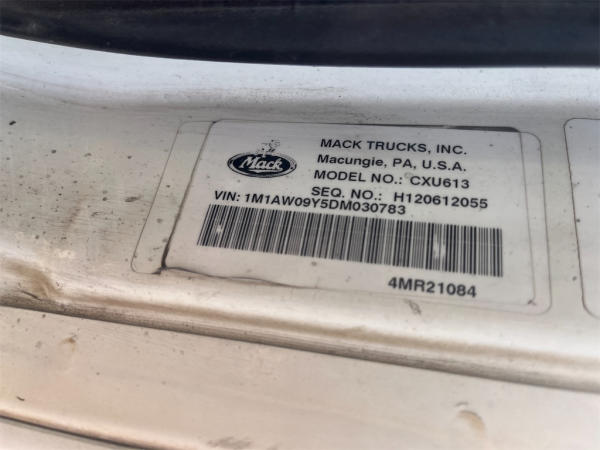 Mack
MACK TRUCKS, INC.
Macungie, PA, U.S.A.
MODEL NO.: CXU613
SEQ. NO.: H120612055
VIN: 1M1AW09Y5DM030783
4MR21084